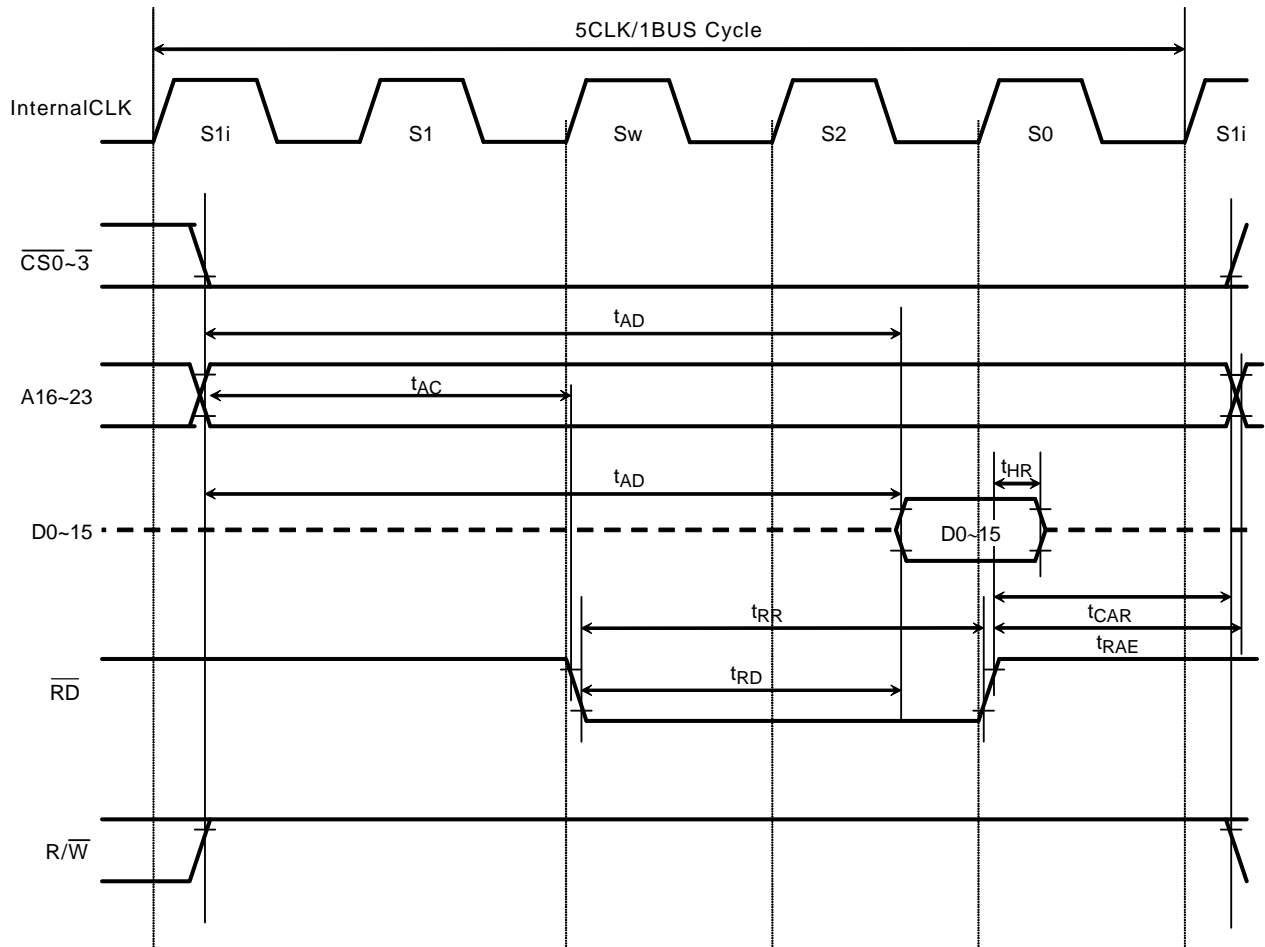 5CLK/1BUS Cycle
InternalCLK
S1i S1 Sw S2 S0 S1i
CS0~3
tAD
A16~23
tAC
tAD
tHR
D0~15
D0~15
tRR
tCAR
tRAE
RD
tRD
R/W